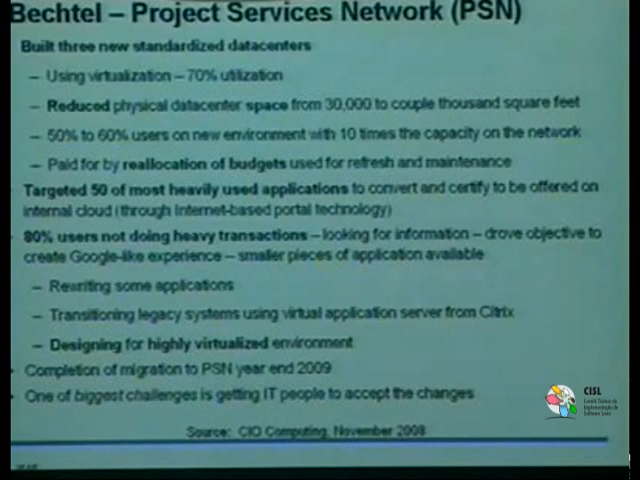 Bechtel – Project Services Network (PSN)
Built three new standardized datacenters
– Using virtualization – 70% utilization
– Reduced physical datacenter space from 30,000 to couple thousand square feet
– 50% to 60% users on new environment with 10 times the capacity on the network
– Paid for by reallocation of budgets used for refresh and maintenance
Targeted 50 of most heavily used applications to convert and certify to be offered on
internal cloud (through Internet-based portal technology)
80% users not doing heavy transactions – looking for information – drove objective to
create Google-like experience – smaller pieces of application available
– Rewriting some applications
– Transitioning legacy systems using virtual application server from Citrix
– Designing for highly virtualized environment
Completion of migration to PSN year end 2009
One of biggest challenges is getting IT people to accept the changes
CISL
Comitê Técnico de
Implementação de
Software Livre
Source: CIO Computing, November 2008